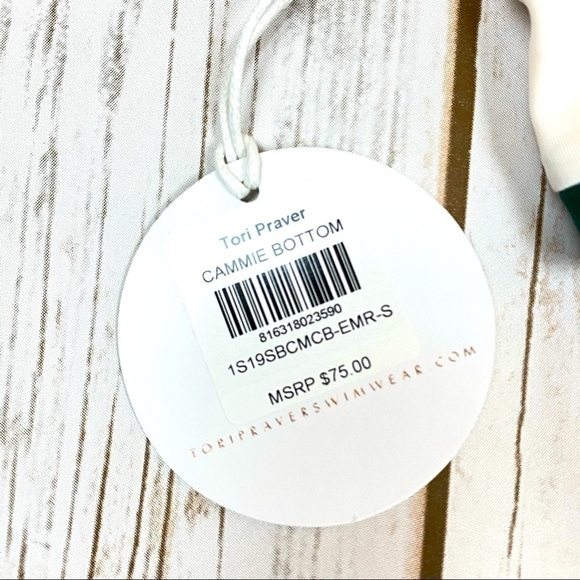 Tori Praver
CAMMIE BOTTOM
816318023590
1S19SBCMCB-EMR-S
MSRP $75.00
TORIPRAVERSWIMWEAR.COM